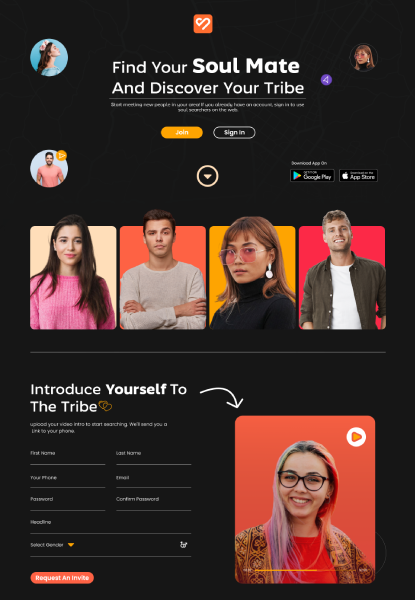 Find Your Soul Mate
And Discover Your Tribe
Start meeting new people in your area! If you already have an account, sign in to use
soul searchers on the web.
Join
Sign In
Download App On
GET IT ON
Google Play
Download on the
App Store
Introduce Yourself To
The Tribe
upload your video intro to start searching. We'll send you a
Link to your phone.
First Name
Last Name
Your Phone
Email
Password
Confirm Password
Headline
Select Gender
Request An Invite